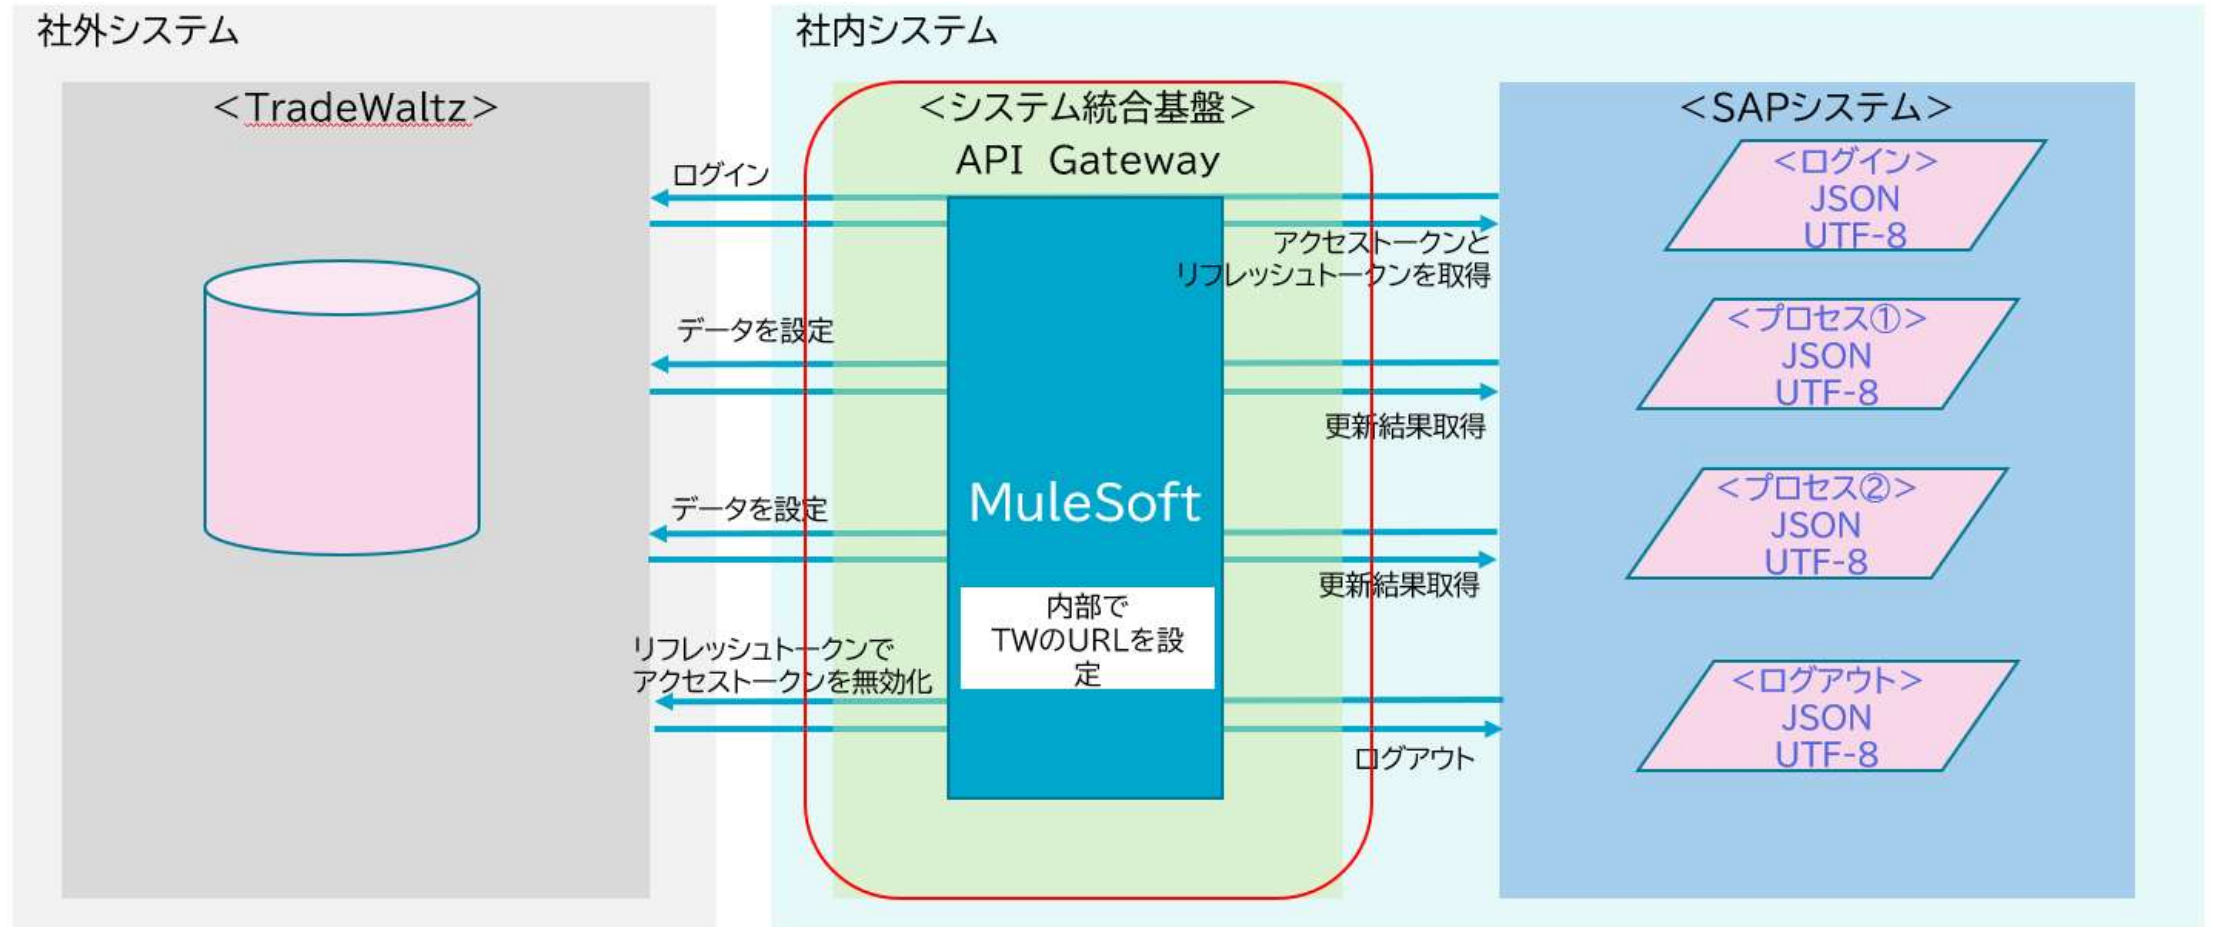 社外システム
社内システム
<TradeWaltz>
<システム統合基盤>
API Gateway
<SAPシステム>
ログイン
アクセストークンと
リフレッシュトークンを取得
データを設定
更新結果取得
データを設定
更新結果取得
リフレッシュトークンで
アクセストークンを無効化
ログアウト
MuleSoft
内部で
TWのURLを設
定
<ログイン>
JSON
UTF-8
<プロセス①>
JSON
UTF-8
<プロセス②>
JSON
UTF-8
<ログアウト>
JSON
UTF-8